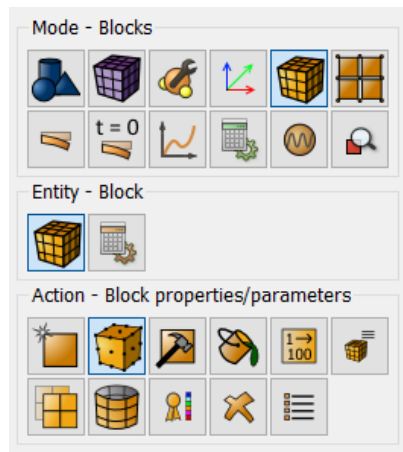 Mode - Blocks
t = 0
Entity - Block
Action - Block properties/parameters
1→
100